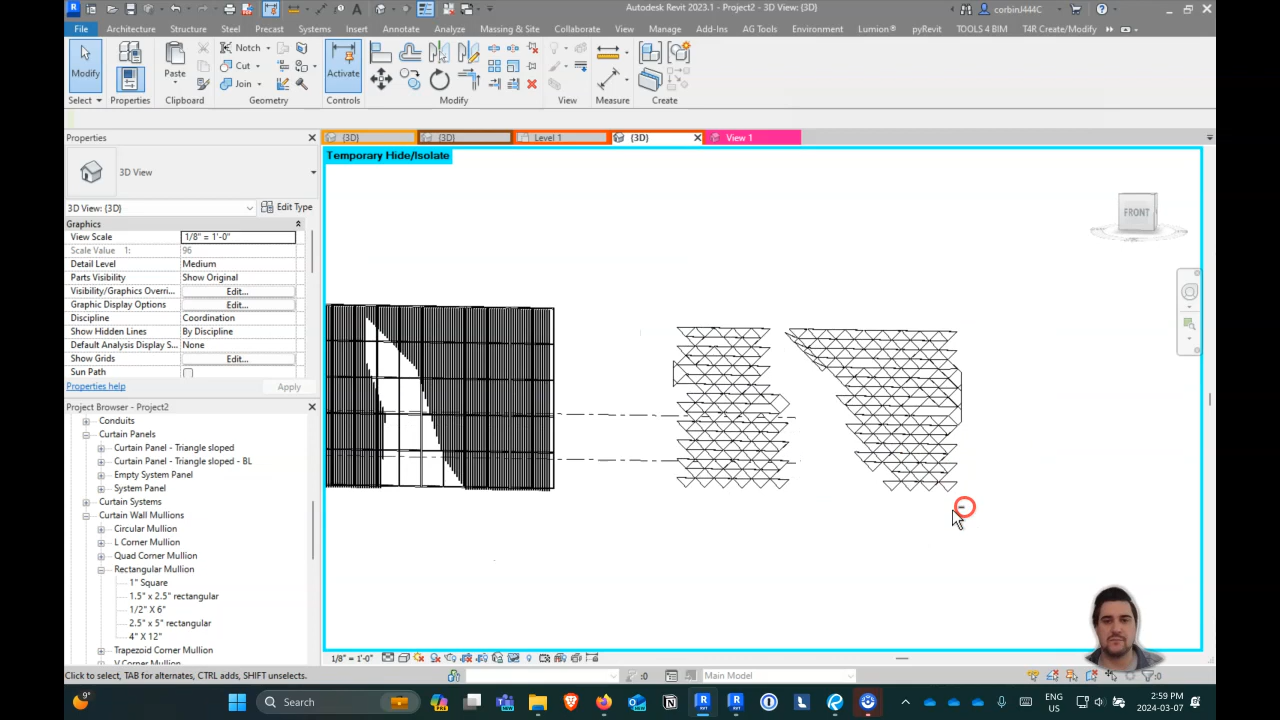 Autodesk Revit 2023.1 - Project2 - 3D View: {3D}
corbinJ444C
File Architecture Structure Steel Precast Systems Insert Annotate Analyze Massing & Site Collaborate View Manage Add-Ins AG Tools Environment Lumion® pyRevit TOOLS 4 BIM T4R Create/Modify
Modify Paste Notch Cut Join Activate
Select Properties Clipboard Geometry Controls Modify View Measure Create
Properties
{3D} {3D} Level 1 {3D} View 1
Temporary Hide/Isolate
FRONT
3D View
3D View: {3D} Edit Type
Graphics
View Scale 1/8" = 1'-0"
Scale Value 1: 96
Detail Level Medium
Parts Visibility Show Original
Visibility/Graphics Overri... Edit...
Graphic Display Options Edit...
Discipline Coordination
Show Hidden Lines By Discipline
Default Analysis Display S... None
Show Grids Edit...
Sun Path
Properties help Apply
Project Browser - Project2
Conduits
Curtain Panels
Curtain Panel - Triangle sloped
Curtain Panel - Triangle sloped - BL
Empty System Panel
System Panel
Curtain Systems
Curtain Wall Mullions
Circular Mullion
L Corner Mullion
Quad Corner Mullion
Rectangular Mullion
1" Square
1.5" x 2.5" rectangular
1/2" X 6"
2.5" x 5" rectangular
4" X 12"
Trapezoid Corner Mullion
V Corner Mullion
1/8" = 1'-0"
Click to select, TAB for alternates, CTRL adds, SHIFT unselects. :0 Main Model :0
9° Search ENG US 2:59 PM 2024-03-07